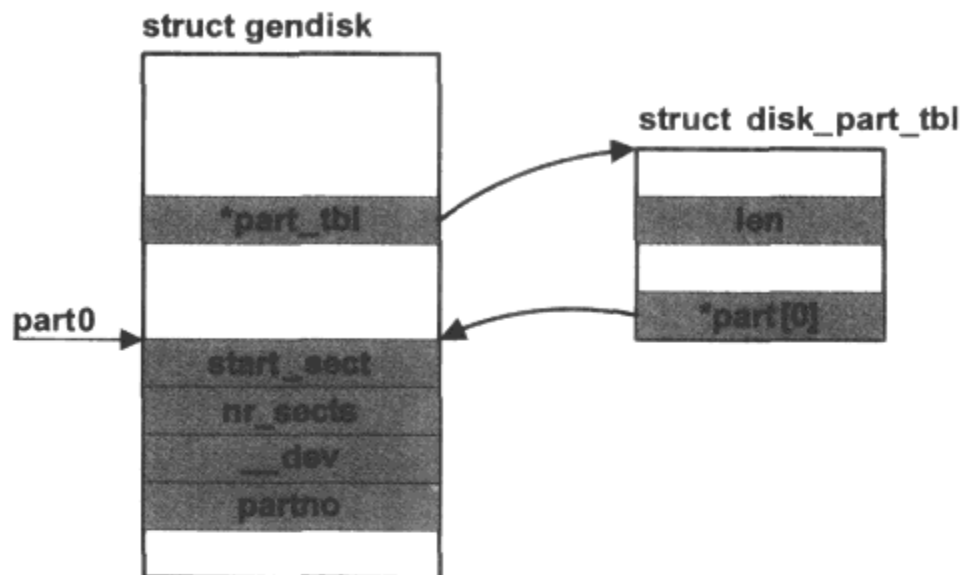 struct gendisk
struct disk_part_tbl
*part_tbl
len
part0
*part[0]
start_sect
nr_sects
__dev
partno